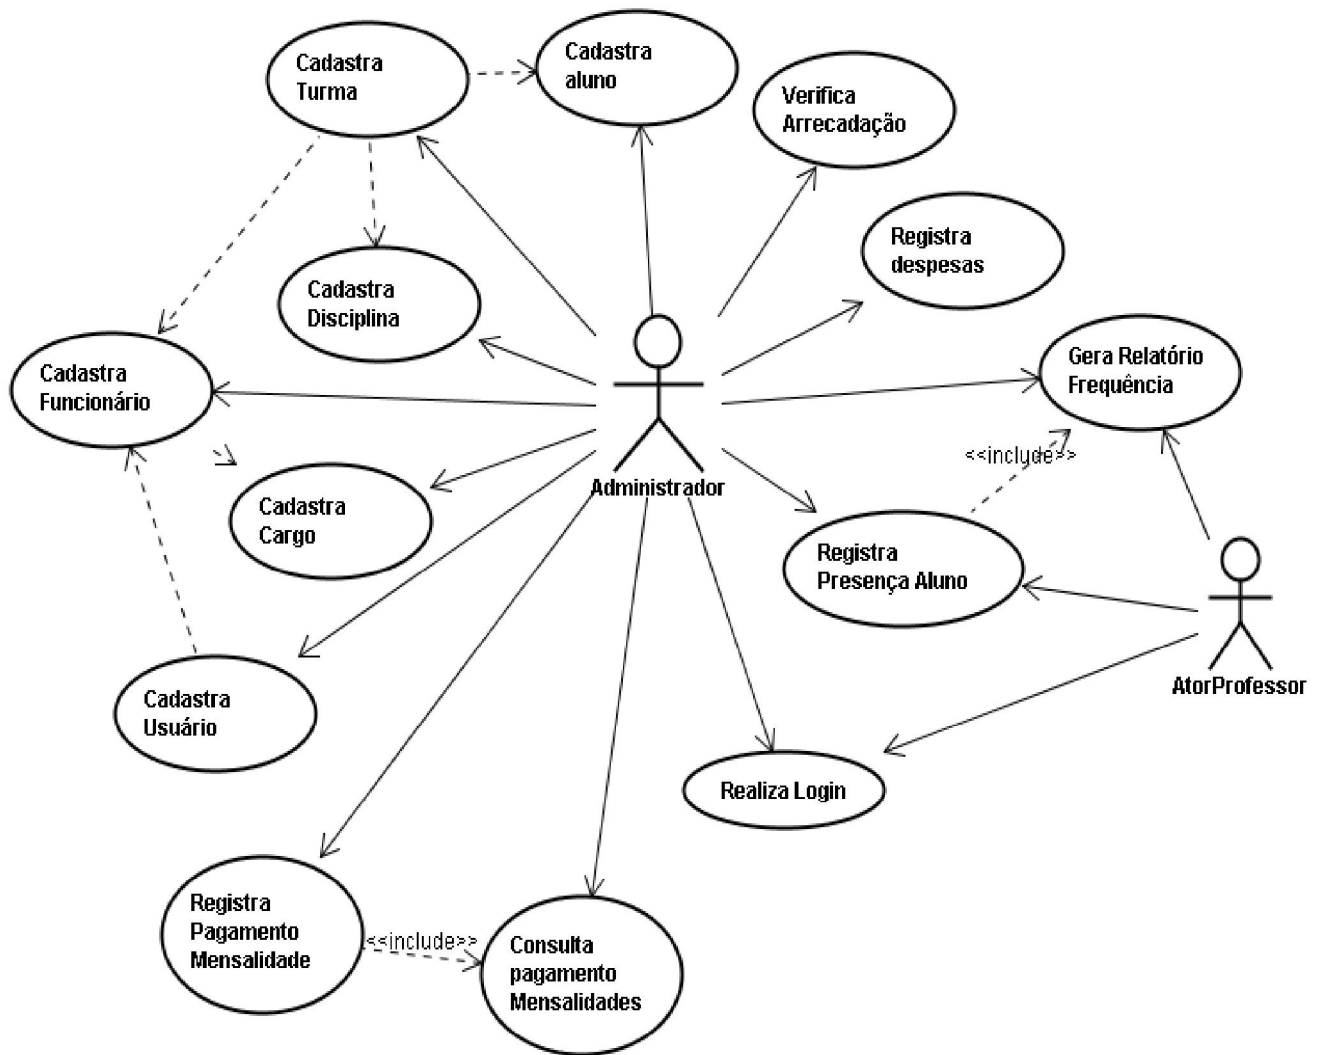 Cadastra
Turma
Cadastra
aluno
Verifica
Arrecadação
Registra
despesas
Cadastra
Disciplina
Gera Relatório
Frequência
Cadastra
Funcionário
<<include>>
Administrador
Cadastra
Cargo
Registra
Presença Aluno
AtorProfessor
Cadastra
Usuário
Realiza Login
Registra
Pagamento
Mensalidade
<<include>>
Consulta
pagamento
Mensalidades